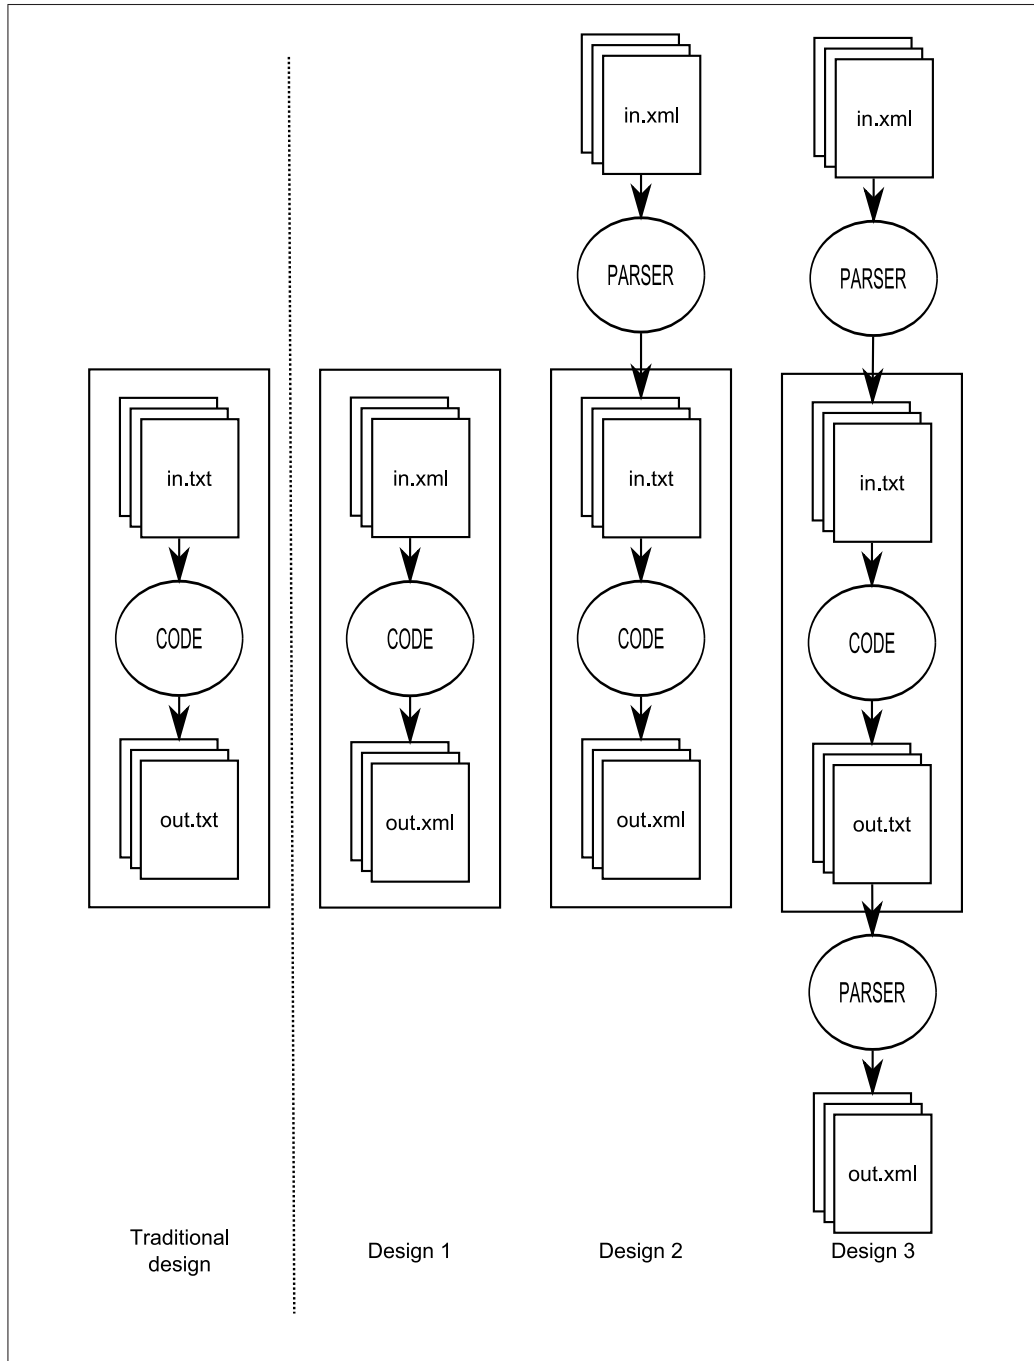 in.xml
in.xml
PARSER
PARSER
in.txt
in.xml
in.txt
in.txt
CODE
CODE
CODE
CODE
out.txt
out.xml
out.xml
out.txt
PARSER
out.xml
Traditional
design
Design 1
Design 2
Design 3